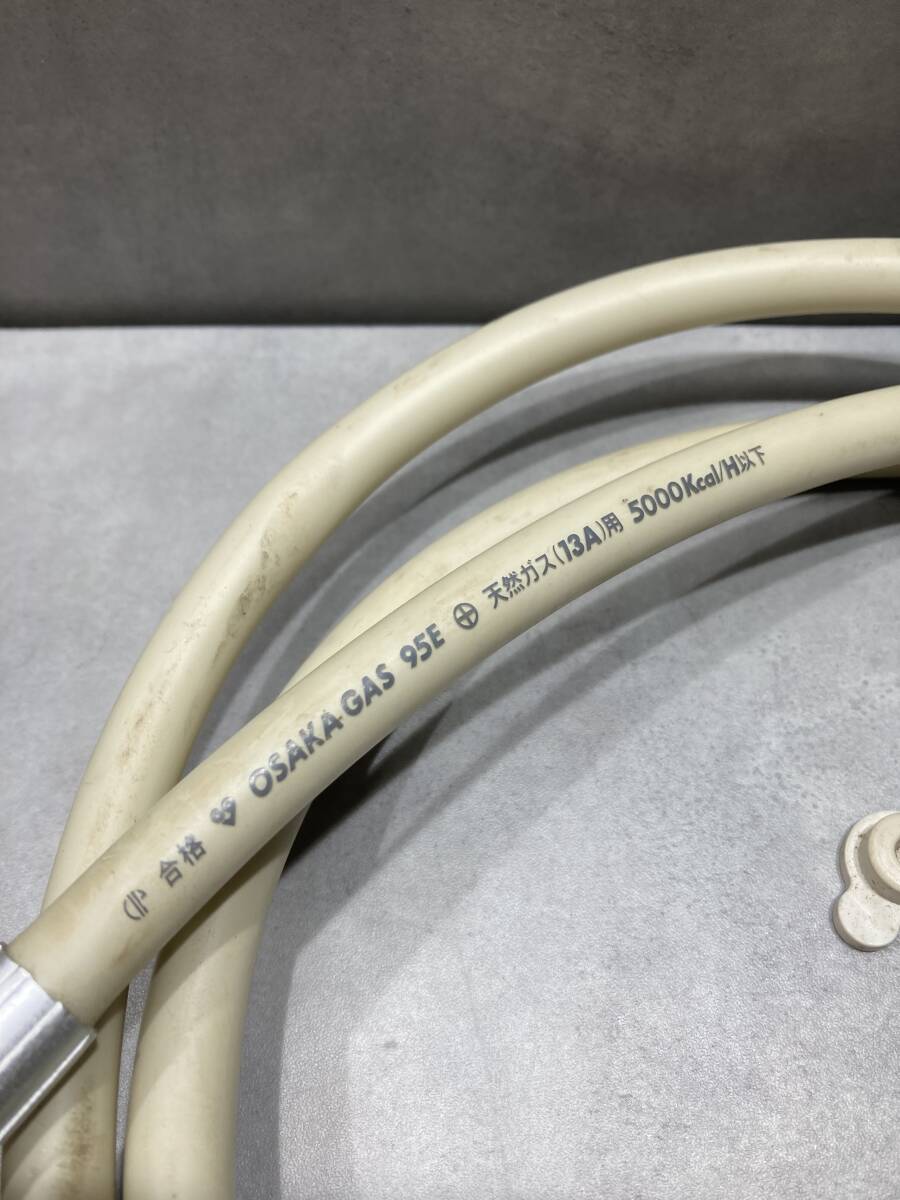 合格 OSAKA GAS 95E ⊕ 天然ガス(13A)用 5000Kcal/H以下